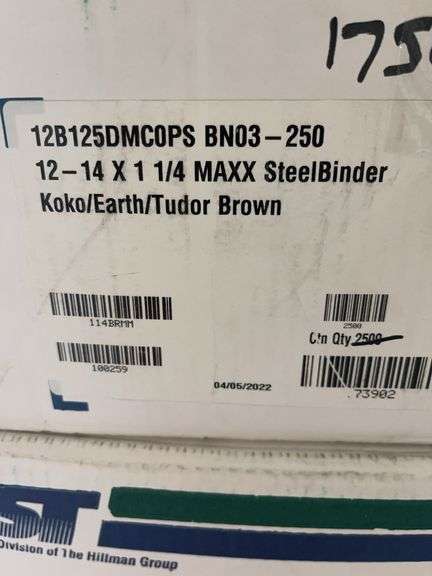 175
12B125DMC0PS BN03-250
12-14 X 1 1/4 MAXX SteelBinder
Koko/Earth/Tudor Brown
114BRMM
2500
Ctn Qty 2500
100259
04/05/2022
.73902
ST
Division of The Hillman Group